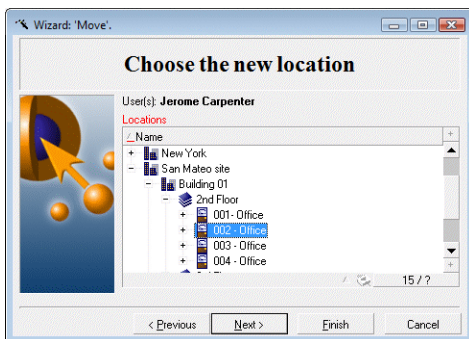 Wizard: 'Move'.
Choose the new location
User(s): Jerome Carpenter
Locations
Name
New York
San Mateo site
Building 01
2nd Floor
001- Office
002 - Office
003 - Office
004 - Office
15 / ?
< Previous
Next >
Finish
Cancel